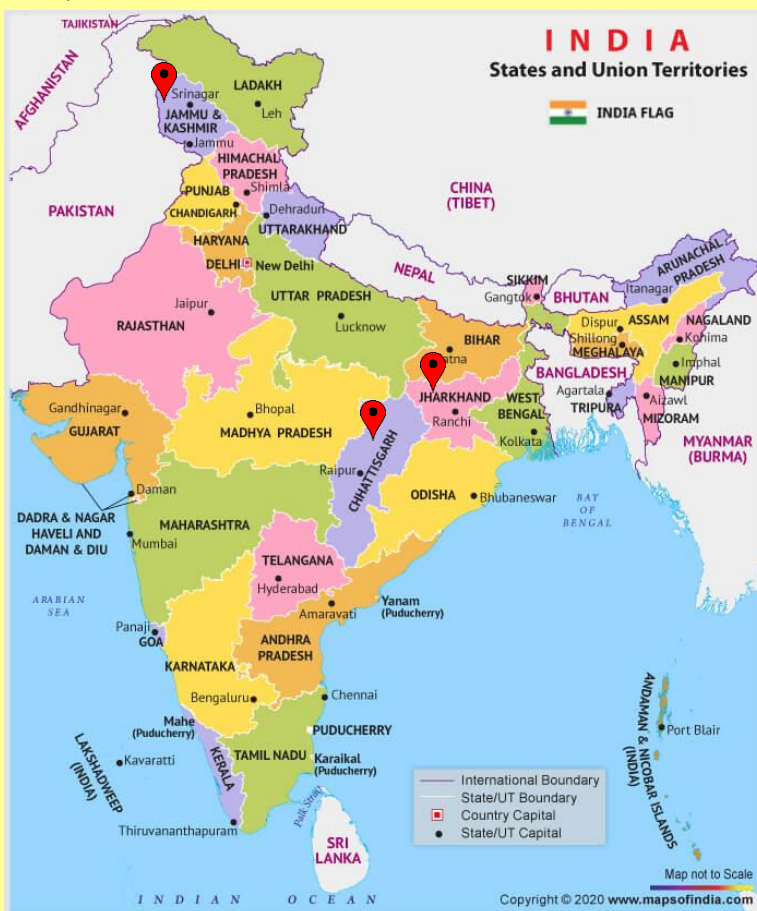 TAJIKISTAN
I N D I A
States and Union Territories
INDIA FLAG
AFGHANISTAN
LADAKH
Srinagar
Leh
JAMMU &
KASHMIR
Jammu
HIMACHAL
PRADESH
Shimla
PUNJAB
CHANDIGARH
CHINA
(TIBET)
PAKISTAN
Dehradun
UTTARAKHAND
HARYANA
DELHI
New Delhi
NEPAL
SIKKIM
Gangtok
BHUTAN
ARUNACHAL
PRADESH
Itanagar
Jaipur
RAJASTHAN
UTTAR PRADESH
Lucknow
BIHAR
Dispur
ASSAM
NAGALAND
Shillong
MEGHALAYA
Kohima
Imphal
MANIPUR
BANGLADESH
Agartala
TRIPURA
Aizawl
MIZORAM
JHARKHAND
Ranchi
WEST
BENGAL
Kolkata
Gandhinagar
GUJARAT
Bhopal
MADHYA PRADESH
MYANMAR
(BURMA)
Raipur
CHHATTISGARH
ODISHA
Bhubaneswar
BAY
OF
BENGAL
Daman
DADRA & NAGAR
HAVELI AND
DAMAN & DIU
MAHARASHTRA
Mumbai
TELANGANA
Hyderabad
ARABIAN
SEA
Amaravati
Yanam
(Puducherry)
Panaji
GOA
ANDHRA
PRADESH
KARNATAKA
Bengaluru
Chennai
Mahe
(Puducherry)
PUDUCHERRY
TAMIL NADU
Karaikal
(Puducherry)
KERALA
LAKSHADWEEP
(INDIA)
Kavaratti
Thiruvananthapuram
Palk Strait
SRI
LANKA
ANDAMAN & NICOBAR ISLANDS
(INDIA)
Port Blair
International Boundary
State/UT Boundary
Country Capital
State/UT Capital
Map not to Scale
I N D I A N O C E A N
Copyright © 2020 www.mapsofindia.com